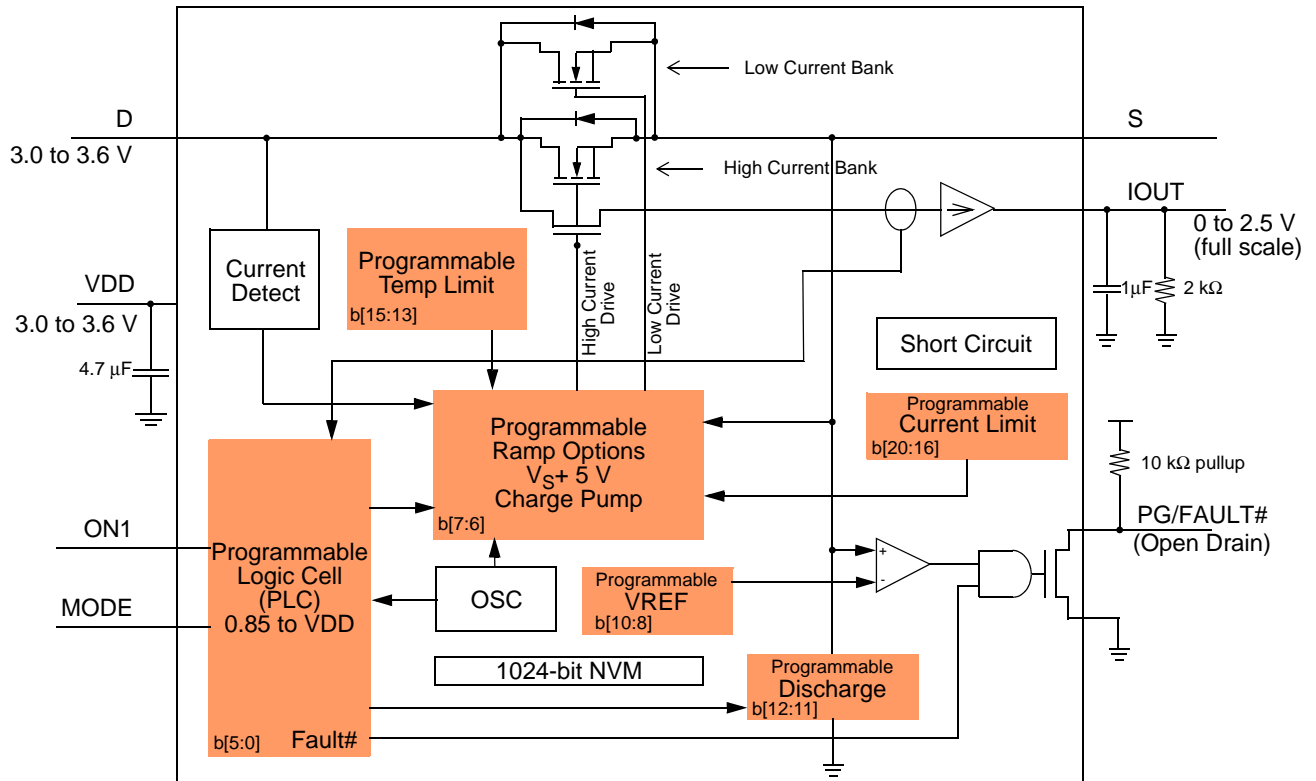 Low Current Bank
D
S
3.0 to 3.6 V
High Current Bank
IOUT
0 to 2.5 V
(full scale)
Current
Detect
Programmable
Temp Limit
b[15:13]
High Current
Drive
Low Current
Drive
1μF
2 kΩ
VDD
3.0 to 3.6 V
4.7 μF
Short Circuit
Programmable
Ramp Options
VS+ 5 V
Charge Pump
b[7:6]
Programmable
Current Limit
b[20:16]
10 kΩ pullup
PG/FAULT#
(Open Drain)
ON1
MODE
Programmable
Logic Cell
(PLC)
0.85 to VDD
b[5:0]
Fault#
OSC
Programmable
VREF
b[10:8]
+
-
1024-bit NVM
Programmable
Discharge
b[12:11]